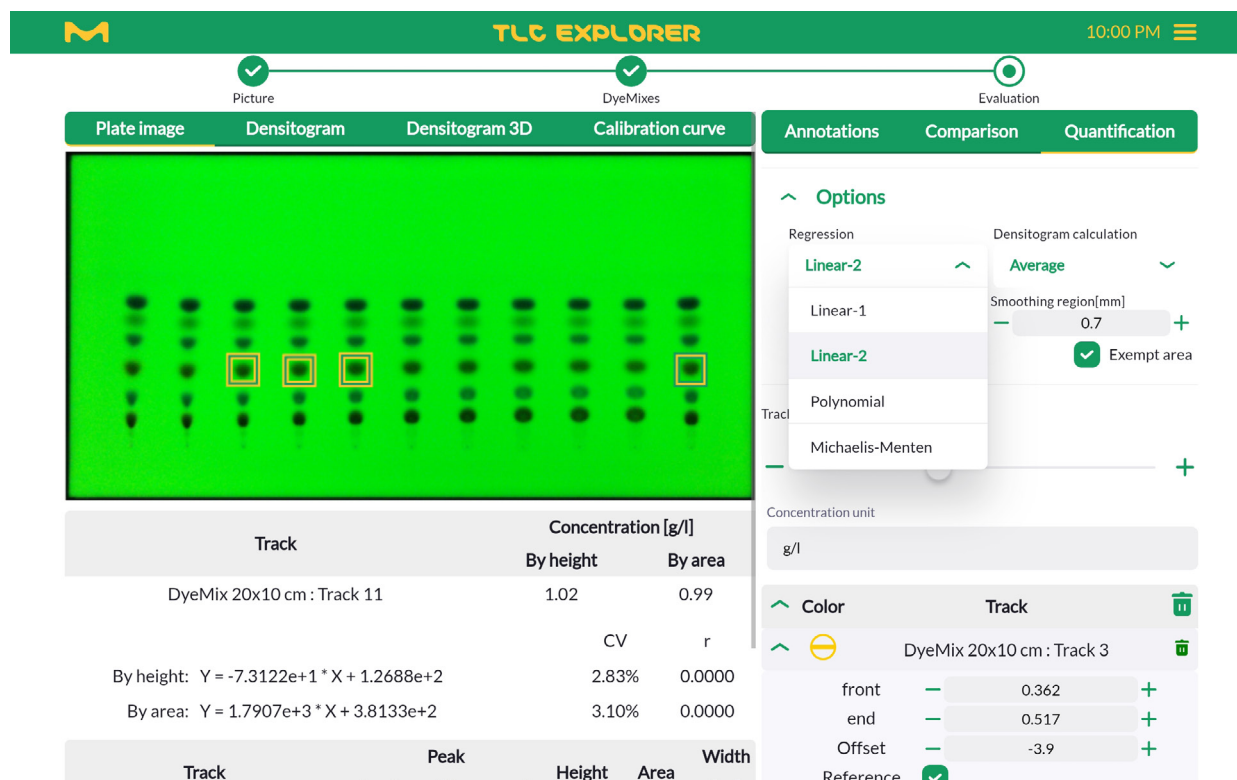 TLC EXPLORER
10:00 PM
Picture
DyeMixes
Evaluation
Plate image
Densitogram
Densitogram 3D
Calibration curve
Annotations
Comparison
Quantification
Options
Regression
Densitogram calculation
Linear-2
Average
Linear-1
Smoothing region[mm]
0.7
Linear-2
Exempt area
Polynomial
Michaelis-Menten
Concentration unit
g/l
Track
Concentration [g/l]
By height
By area
DyeMix 20x10 cm : Track 11
1.02
0.99
CV
r
By height: Y = -7.3122e+1 * X + 1.2688e+2
2.83%
0.0000
By area: Y = 1.7907e+3 * X + 3.8133e+2
3.10%
0.0000
Track
Peak
Height
Area
Width
Color
Track
DyeMix 20x10 cm : Track 3
front
0.362
end
0.517
Offset
-3.9
Reference